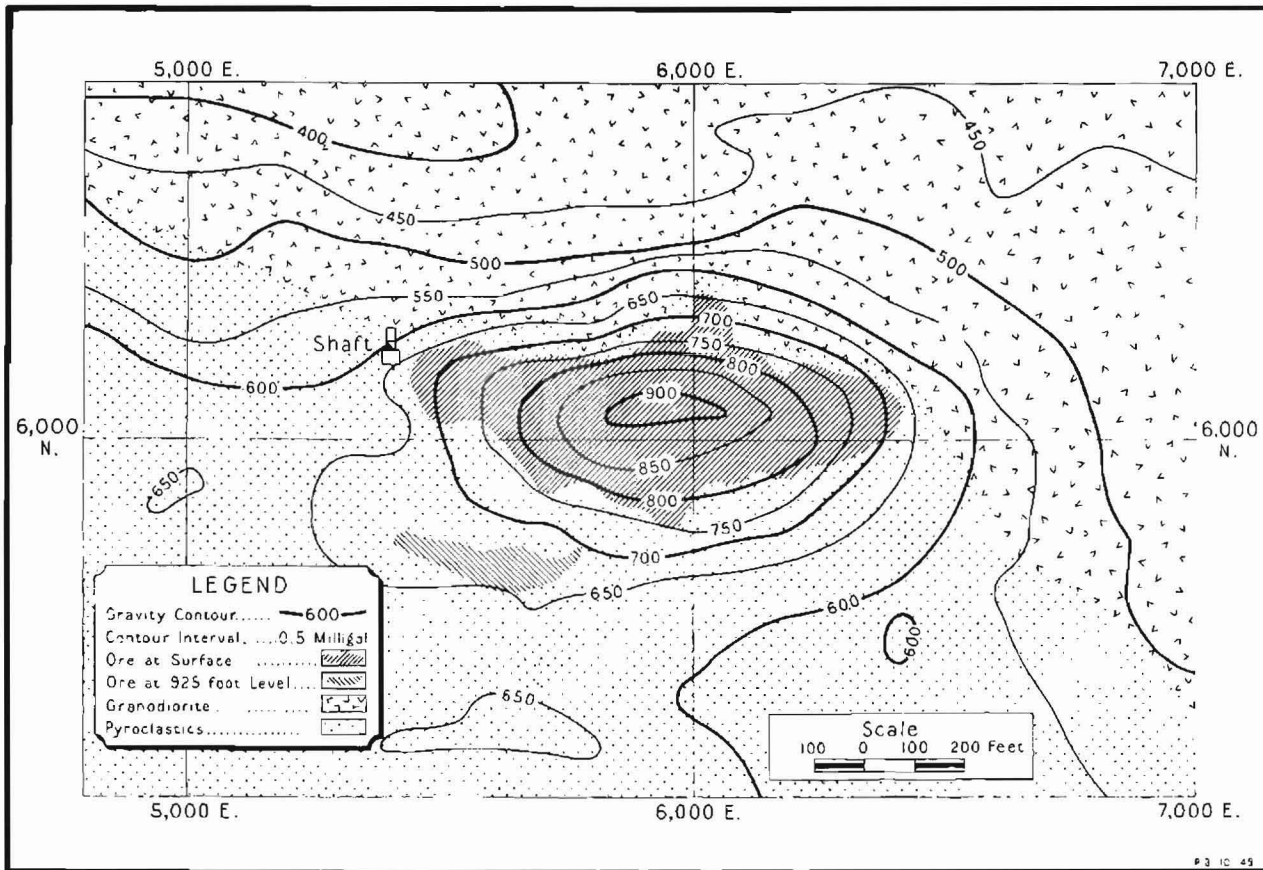 5,000 E. 6,000 E. 7,000 E.
400
450
450
500
500
550
650
700
Shaft
750
600
800
900
6,000 N.
6,000 N.
650
850
800
750
700
650
600
600
650
LEGEND
Gravity Contour...... 600
Contour Interval. ....0.5 Milligal
Ore at Surface ...........
Ore at 925 foot Level....
Granodiorite..............
Pyroclastics..............
Scale
100 0 100 200 Feet
5,000 E. 6,000 E. 7,000 E.